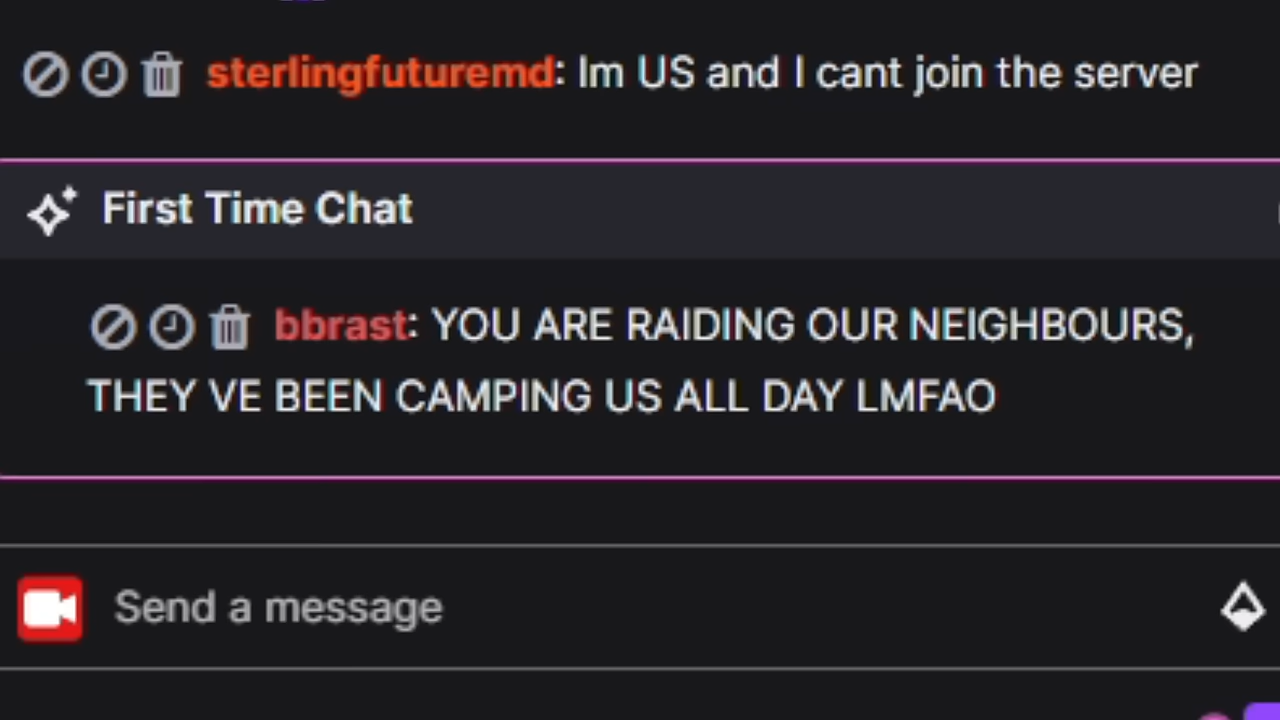 sterlingfuturemd: Im US and I cant join the server
First Time Chat
bbrast: YOU ARE RAIDING OUR NEIGHBOURS,
THEY VE BEEN CAMPING US ALL DAY LMFAO
Send a message